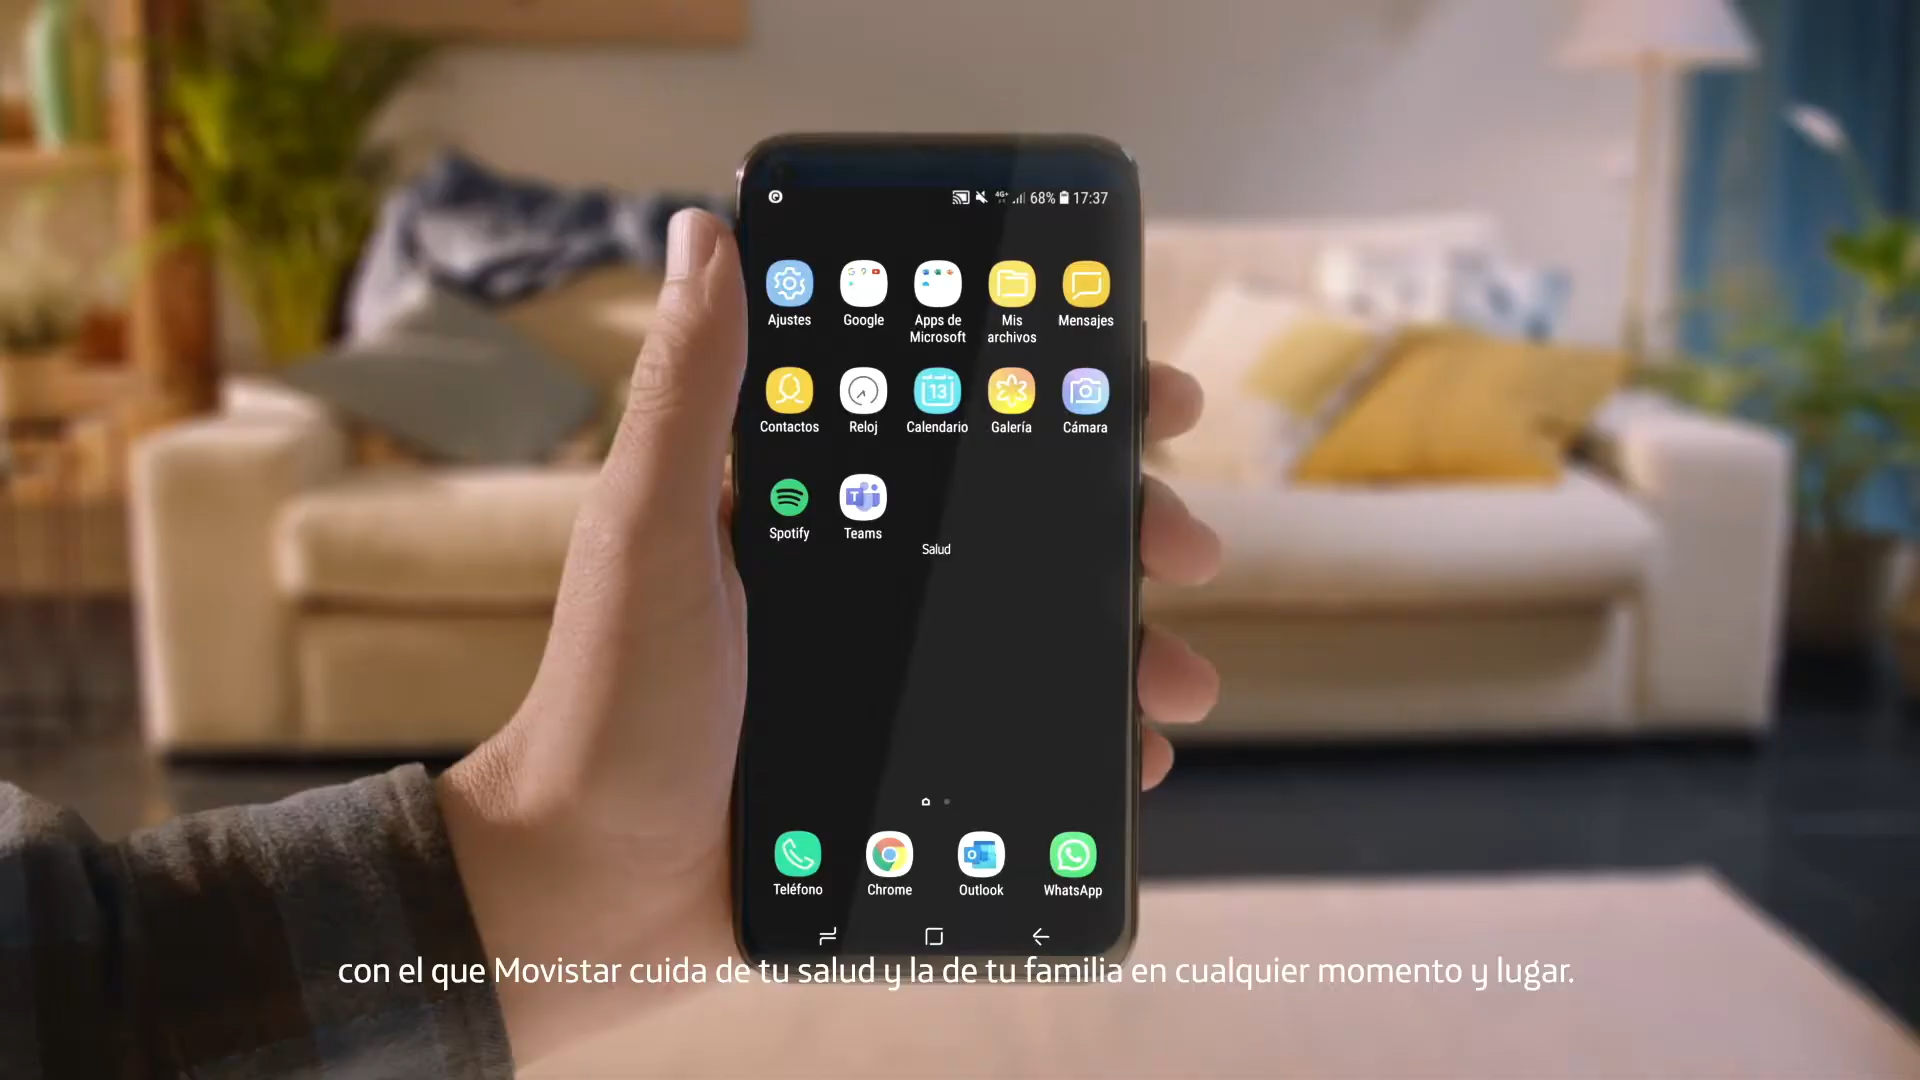 4G+ 68% 17:37
Ajustes
Google
Apps de
Microsoft
Mis
archivos
Mensajes
Contactos
13
Reloj
Calendario
Galería
Cámara
T
Spotify
Teams
Salud
O
Teléfono
Chrome
Outlook
WhatsApp
con el que Movistar cuida de tu salud y la de tu familia en cualquier momento y lugar.